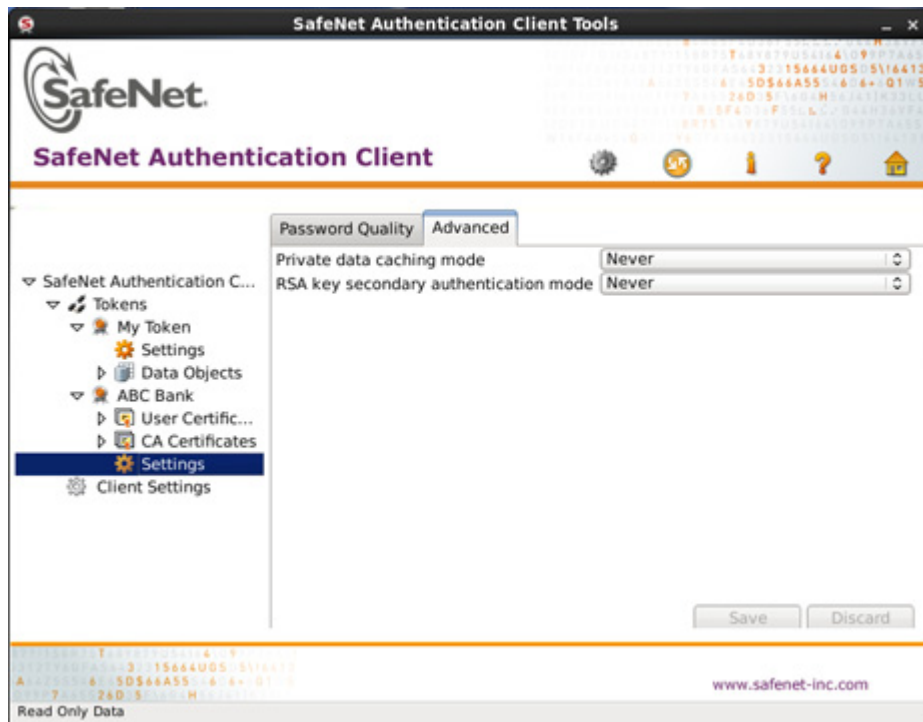 SafeNet Authentication Client Tools
SafeNet.
SafeNet Authentication Client
Password Quality
Advanced
Private data caching mode
Never
RSA key secondary authentication mode
Never
SafeNet Authentication C...
Tokens
My Token
Settings
Data Objects
ABC Bank
User Certific...
CA Certificates
Settings
Client Settings
Save
Discard
www.safenet-inc.com
Read Only Data